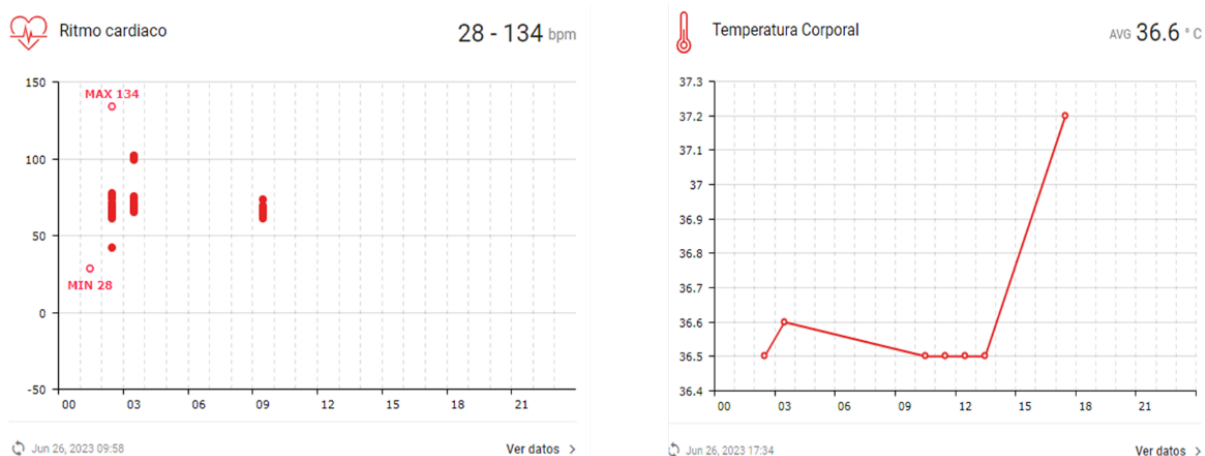 Ritmo cardiaco
28 - 134 bpm
150
100
50
0
-50
MAX 134
MIN 28
00 03 06 09 12 15 18 21
Jun 26, 2023 09:58
Ver datos >
Temperatura Corporal
AVG 36.6 ° C
37.3
37.2
37.1
37
36.9
36.8
36.7
36.6
36.5
36.4
00 03 06 09 12 15 18 21
Jun 26, 2023 17:34
Ver datos >